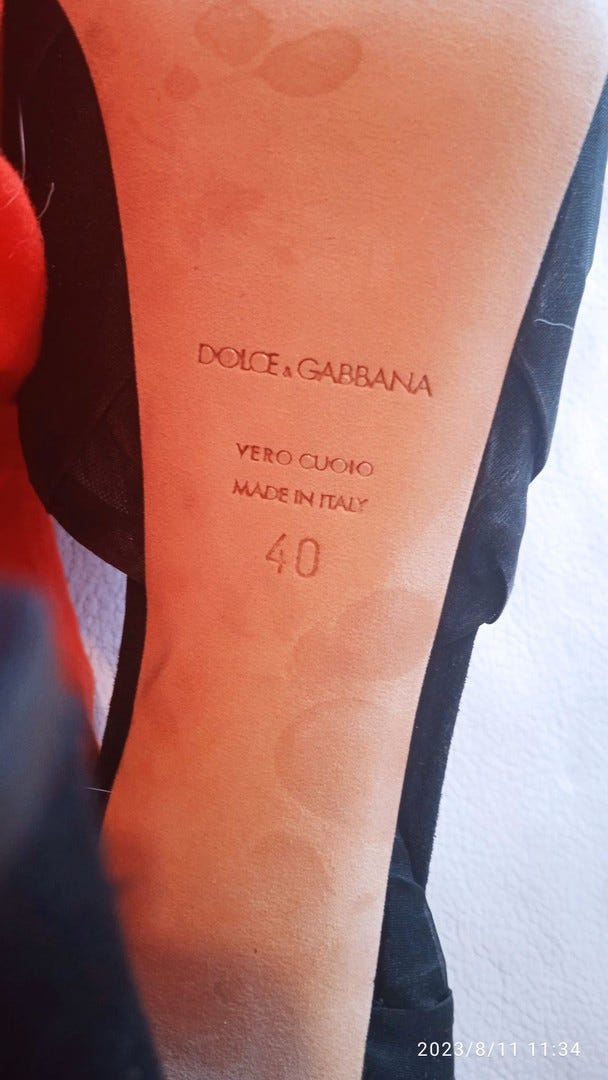 DOLCE & GABBANA
VERO CUOIO
MADE IN ITALY
40
2023/8/11 11:34